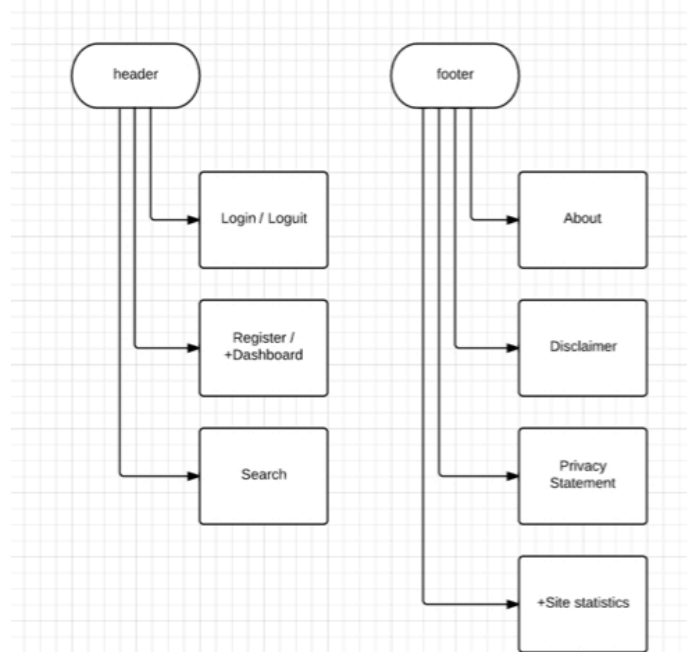 header
footer
Login / Loguit
About
Register /
+Dashboard
Disclaimer
Search
Privacy
Statement
+Site statistics